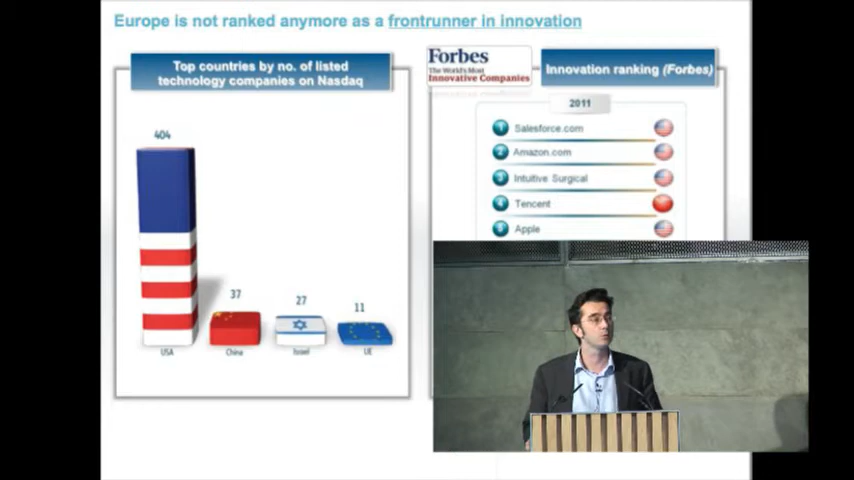 Europe is not ranked anymore as a frontrunner in innovation
Top countries by no. of listed
technology companies on Nasdaq
404
37
27
11
USA
China
Israel
UE
Forbes
The World's Most
Innovative Companies
Innovation ranking (Forbes)
2011
1 Salesforce.com
2 Amazon.com
3 Intuitive Surgical
4 Tencent
5 Apple